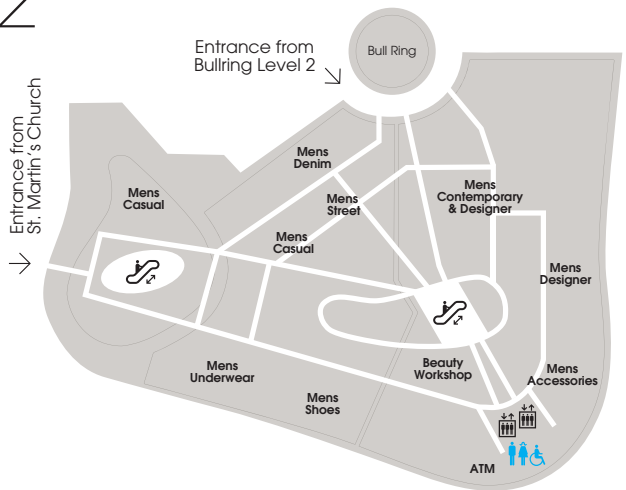 2
Entrance from
Bullring Level 2
Bull Ring
Entrance from
St. Martin's Church
Mens
Denim
Mens
Casual
Mens
Street
Mens
Contemporary
& Designer
Mens
Casual
Mens
Designer
Mens
Underwear
Beauty
Workshop
Mens
Accessories
Mens
Shoes
ATM